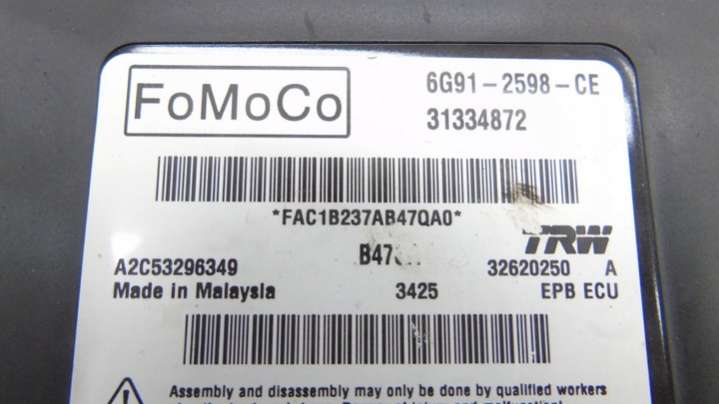 FoMoCo
6G91-2598-CE
31334872
*FAC1B237AB47QA0*
TRW
A2C53296349
32620250 A
Made in Malaysia
3425
EPB ECU
Assembly and disassembly may only be done by qualified workers